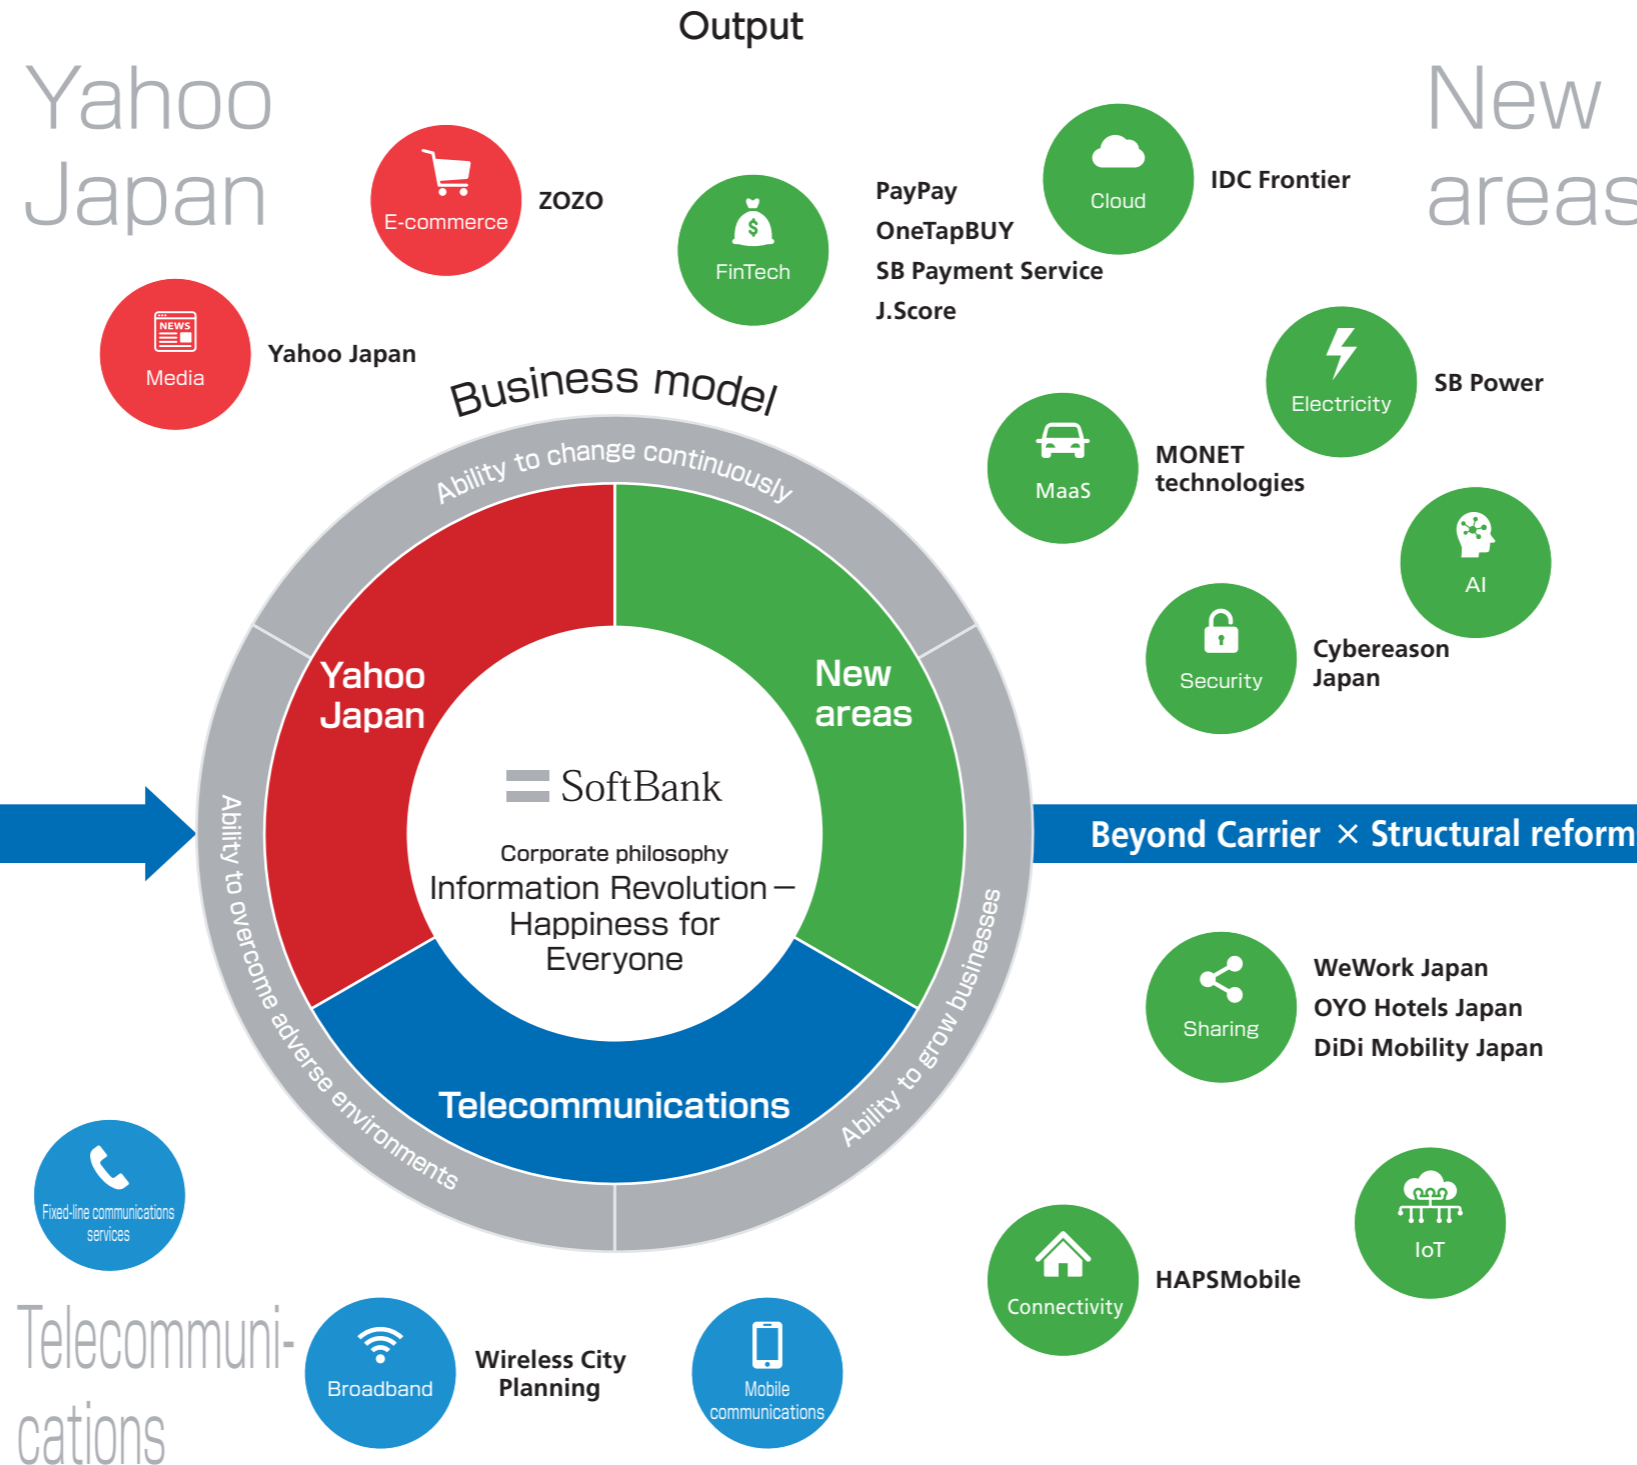 Output
Yahoo
Japan
New
areas
E-commerce
ZOZO
NEWS
Media
Yahoo Japan
$
FinTech
PayPay
OneTapBUY
SB Payment Service
J.Score
Cloud
IDC Frontier
Electricity
SB Power
MaaS
MONET
technologies
AI
Security
Cybereason
Japan
Business model
Ability to change continuously
Ability to overcome adverse environments
Ability to grow businesses
Yahoo
Japan
New
areas
Telecommunications
SoftBank
Corporate philosophy
Information Revolution —
Happiness for
Everyone
Beyond Carrier × Structural reform
Sharing
WeWork Japan
OYO Hotels Japan
DiDi Mobility Japan
IoT
Connectivity
HAPSMobile
Fixed-line communications
services
Telecommuni-
cations
Broadband
Wireless City
Planning
Mobile
communications